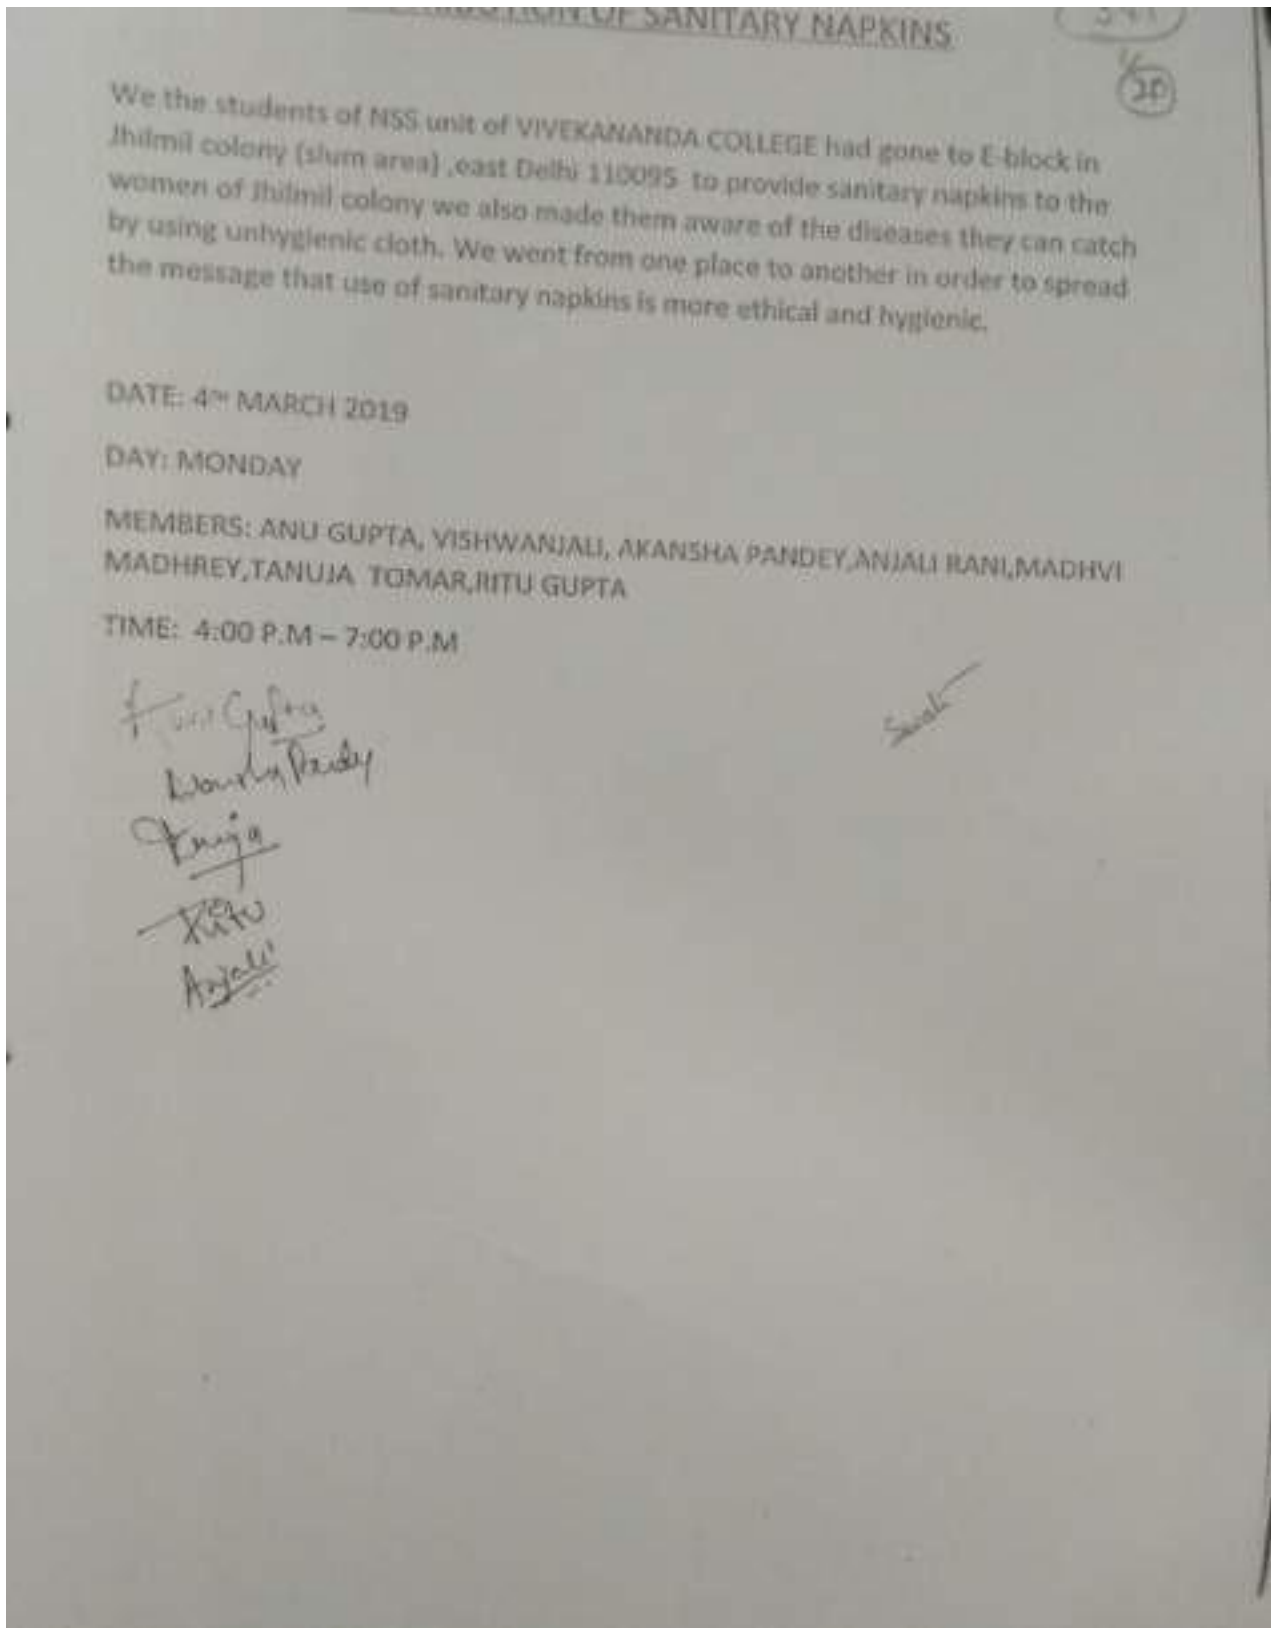 OF SANITARY NAPKINS
20
We the students of NSS unit of VIVEKANANDA COLLEGE had gone to E-block in
Jhilmil colony (slum area) ,east Delhi 110095 to provide sanitary napkins to the
women of Jhilmil colony we also made them aware of the diseases they can catch
by using unhygienic cloth. We went from one place to another in order to spread
the message that use of sanitary napkins is more ethical and hygienic.
DATE: 4TH MARCH 2019
DAY: MONDAY
MEMBERS: ANU GUPTA, VISHWANJALI, AKANSHA PANDEY,ANJALI RANI,MADHVI
MADHREY,TANUJA TOMAR,RITU GUPTA
TIME: 4:00 P.M – 7:00 P.M
Gupta
Swati
Pandey
Ritu
Anjali